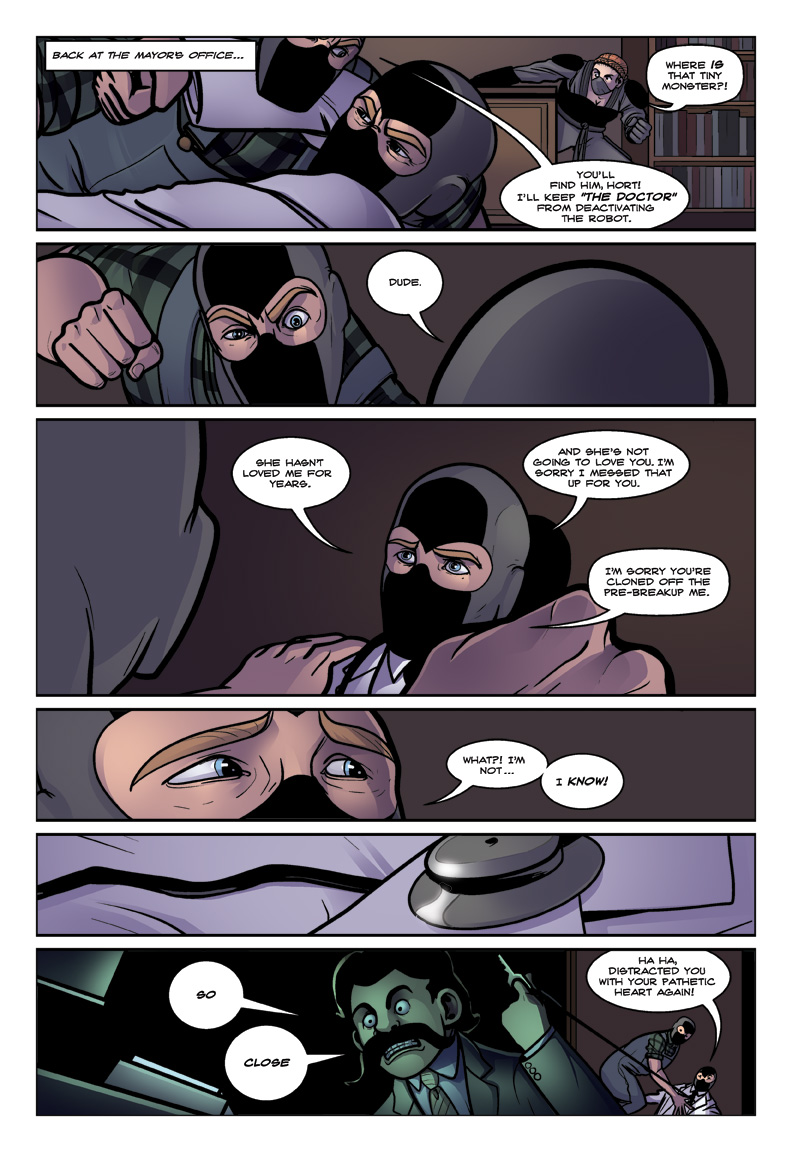 BACK AT THE MAYOR'S OFFICE...
WHERE IS
THAT TINY
MONSTER?!
YOU'LL
FIND HIM, HORT!
I'LL KEEP "THE DOCTOR"
FROM DEACTIVATING
THE ROBOT.
DUDE.
SHE HASN'T
LOVED ME FOR
YEARS.
AND SHE'S NOT
GOING TO LOVE YOU. I'M
SORRY I MESSED THAT
UP FOR YOU.
I'M SORRY YOU'RE
CLONED OFF THE
PRE-BREAKUP ME.
WHAT?! I'M
NOT...
I KNOW!
SO
CLOSE
HA HA,
DISTRACTED YOU
WITH YOUR PATHETIC
HEART AGAIN!